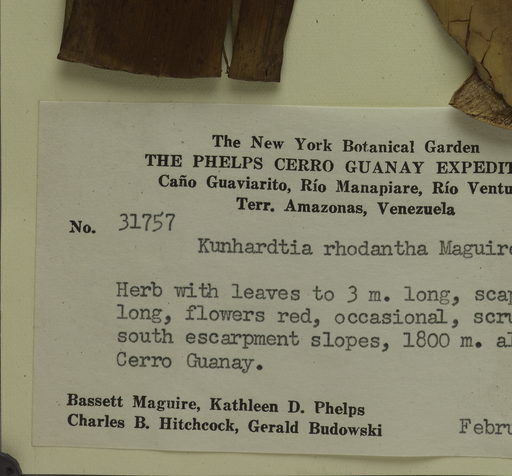 The New York Botanical Garden
THE PHELPS CERRO GUANAY EXPEDIT
Caño Guaviarito, Río Manapiare, Río Ventu
Terr. Amazonas, Venezuela
No. 31757
Kunhardtia rhodantha Maguire
Herb with leaves to 3 m. long, scap
long, flowers red, occasional, scru
south escarpment slopes, 1800 m. al
Cerro Guanay.
Bassett Maguire, Kathleen D. Phelps
Charles B. Hitchcock, Gerald Budowski
Febru